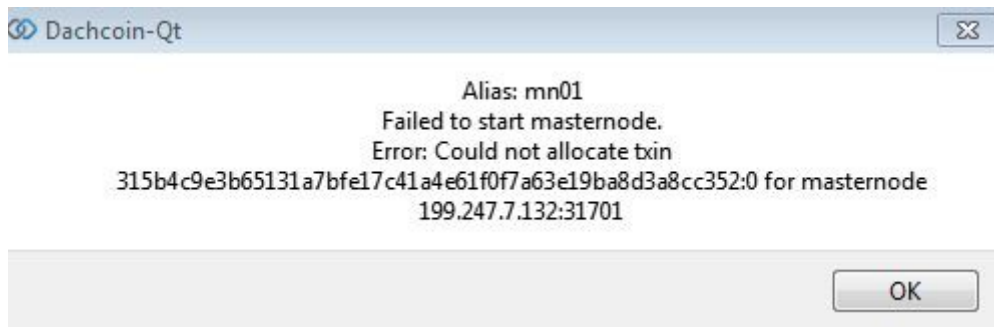 Dachcoin-Qt
Alias: mn01
Failed to start masternode.
Error: Could not allocate txin
315b4c9e3b65131a7bfe17c41a4e61f0f7a63e19ba8d3a8cc352:0 for masternode
199.247.7.132:31701
OK